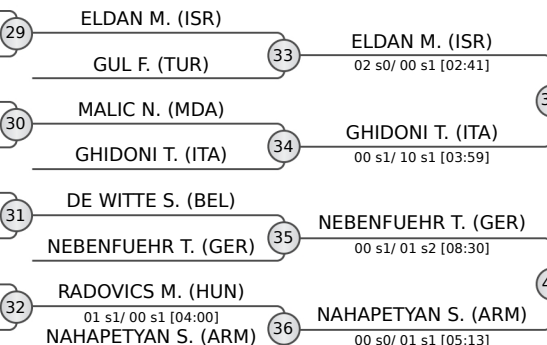 29
ELDAN M. (ISR)
GUL F. (TUR)
33
ELDAN M. (ISR)
02 s0/ 00 s1 [02:41]
30
MALIC N. (MDA)
GHIDONI T. (ITA)
34
GHIDONI T. (ITA)
00 s1/ 10 s1 [03:59]
31
DE WITTE S. (BEL)
NEBENFUEHR T. (GER)
35
NEBENFUEHR T. (GER)
00 s1/ 01 s2 [08:30]
32
RADOVICS M. (HUN)
01 s1/ 00 s1 [04:00]
NAHAPETYAN S. (ARM)
36
NAHAPETYAN S. (ARM)
00 s0/ 01 s1 [05:13]